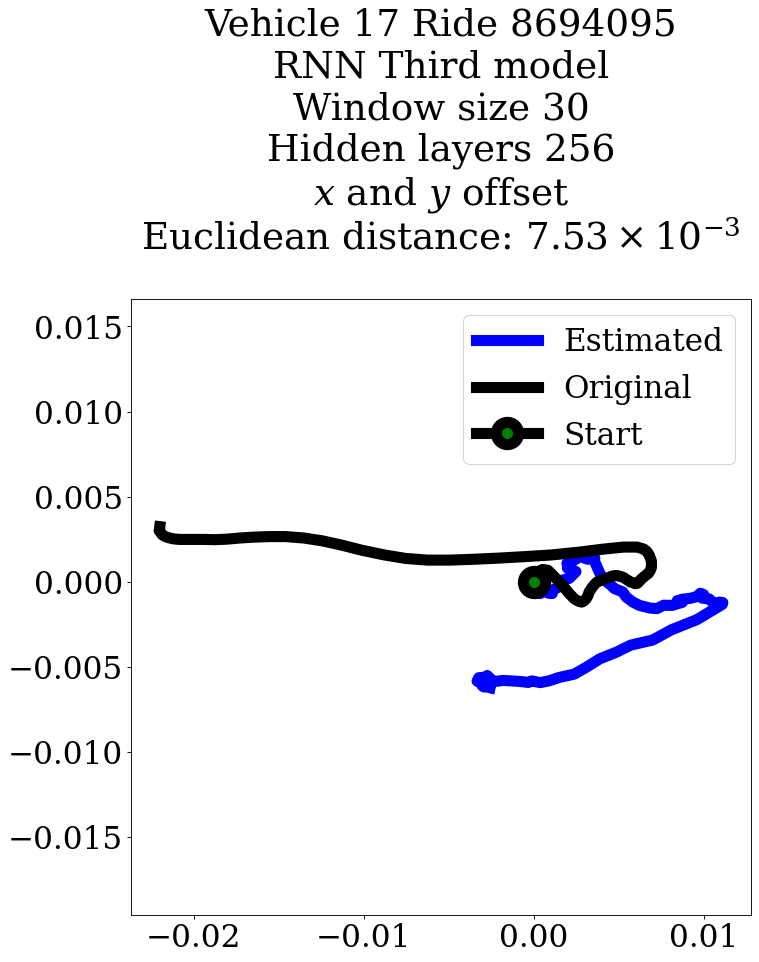 Vehicle 17 Ride 8694095
RNN Third model
Window size 30
Hidden layers 256
x and y offset
Euclidean distance: 7.53 × 10⁻³
Estimated
Original
Start
0.015
0.010
0.005
0.000
−0.005
−0.010
−0.015
−0.02 −0.01 0.00 0.01